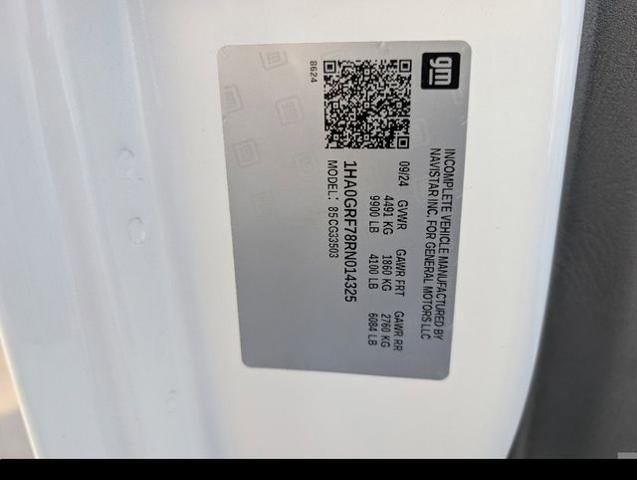 gm
INCOMPLETE VEHICLE MANUFACTURED BY
NAVISTAR INC. FOR GENERAL MOTORS LLC
09/24 GVWR GAWR FRT GAWR RR
4491 KG 1860 KG 2760 KG
9900 LB 4100 LB 6084 LB
1HA0GRF78RN014325
MODEL: 85CG33503
8624